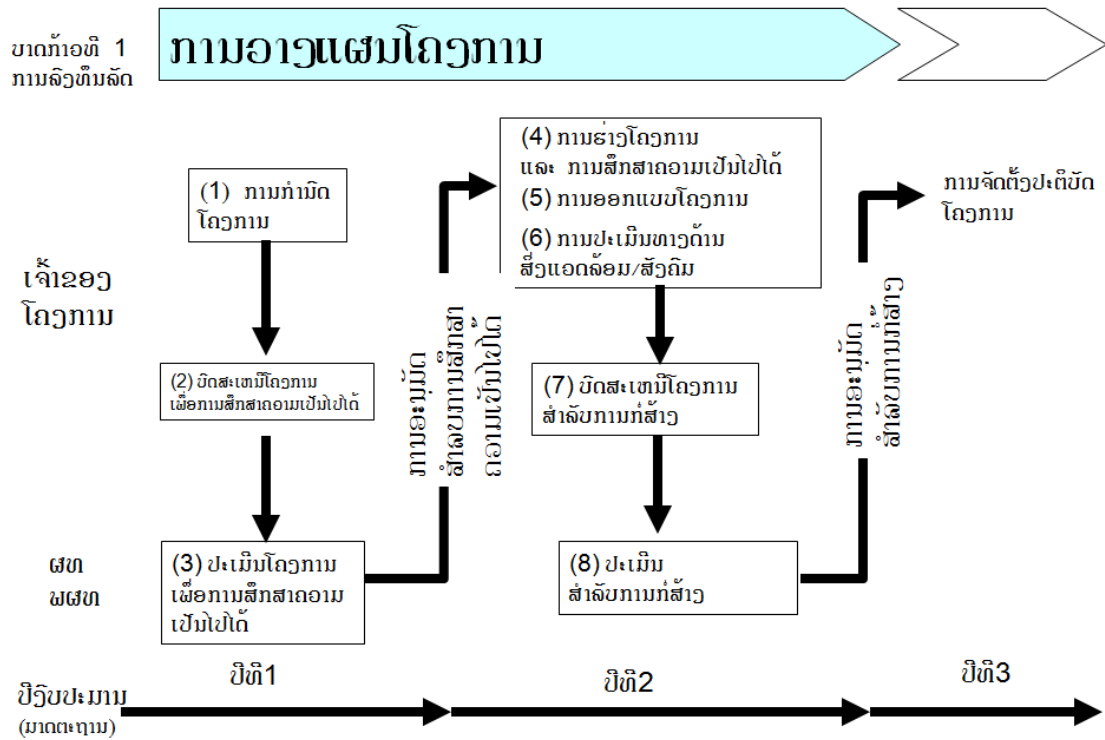 ບາດກ້າວທີ 1
ການລົງທຶນລັດ
ການວາງແຜນໂຄງການ
(1) ການກຳນົດ
ໂຄງການ
(4) ການຮ່າງໂຄງການ
ແລະ ການສຶກສາຄວາມເປັນໄປໄດ້
(5) ການອອກແບບໂຄງການ
(6) ການປະເມີນທາງດ້ານ
ສິ່ງແວດລ້ອມ/ສັງຄົມ
ການຈັດຕັ້ງປະຕິບັດ
ໂຄງການ
ເຈົ້າຂອງ
ໂຄງການ
(2) ບົດສະເຫນີໂຄງການ
ເພື່ອການສຶກສາຄວາມເປັນໄປໄດ້
ການອະນຸມັດ
ສຳລັບການສຶກສາ
ຄວາມເປັນໄປໄດ້
(7) ບົດສະເຫນີໂຄງການ
ສຳລັບການກໍ່ສ້າງ
ການອະນຸມັດ
ສຳລັບການກໍ່ສ້າງ
ຜທ
ພຜທ
(3) ປະເມີນໂຄງການ
ເພື່ອການສຶກສາຄວາມ
ເປັນໄປໄດ້
(8) ປະເມີນ
ສຳລັບການກໍ່ສ້າງ
ປີງົບປະມານ
(ມາດຕະຖານ)
ປີທີ1
ປີທີ2
ປີທີ3